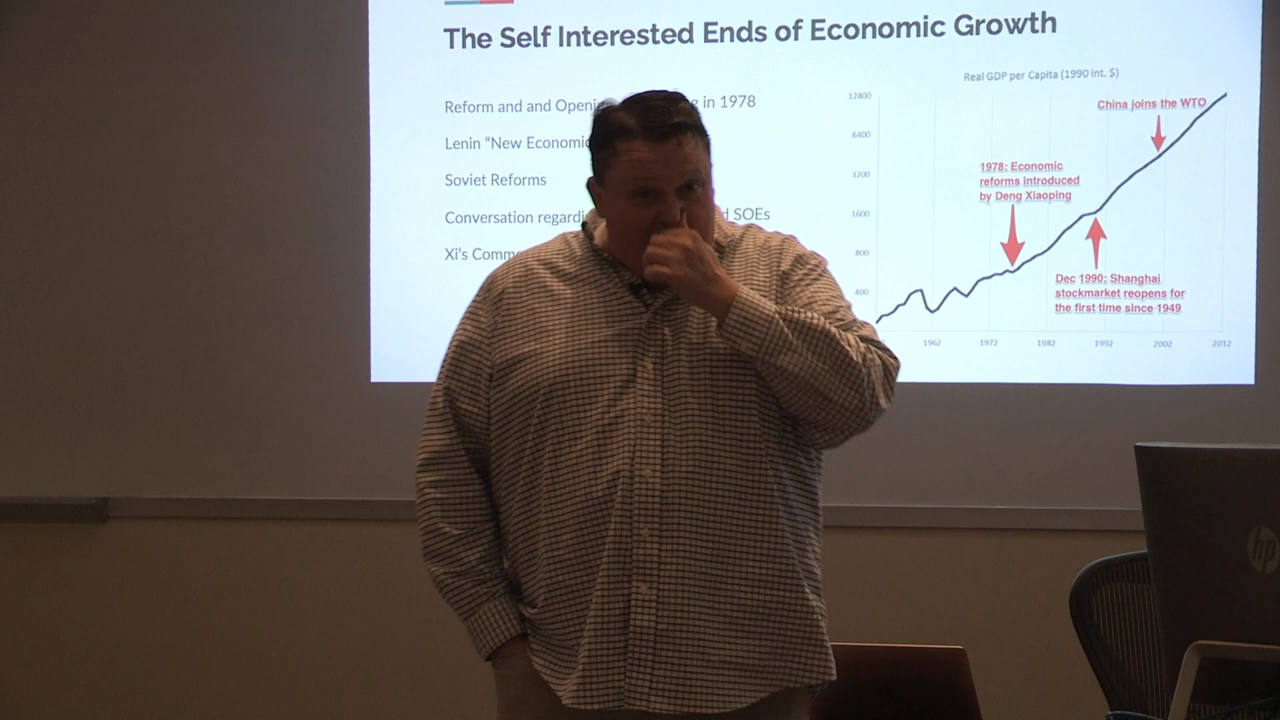 The Self Interested Ends of Economic Growth
Reform and and Openi g in 1978
Lenin “New Economic
Soviet Reforms
Conversation regardi d SOEs
Xi's Comm
Real GDP per Capita (1990 int. $)
12800
6400
3200
1600
800
400
China joins the WTO
1978: Economic
reforms introduced
by Deng Xiaoping
Dec 1990: Shanghai
stockmarket reopens for
the first time since 1949
1962 1972 1982 1992 2002 2012
hp